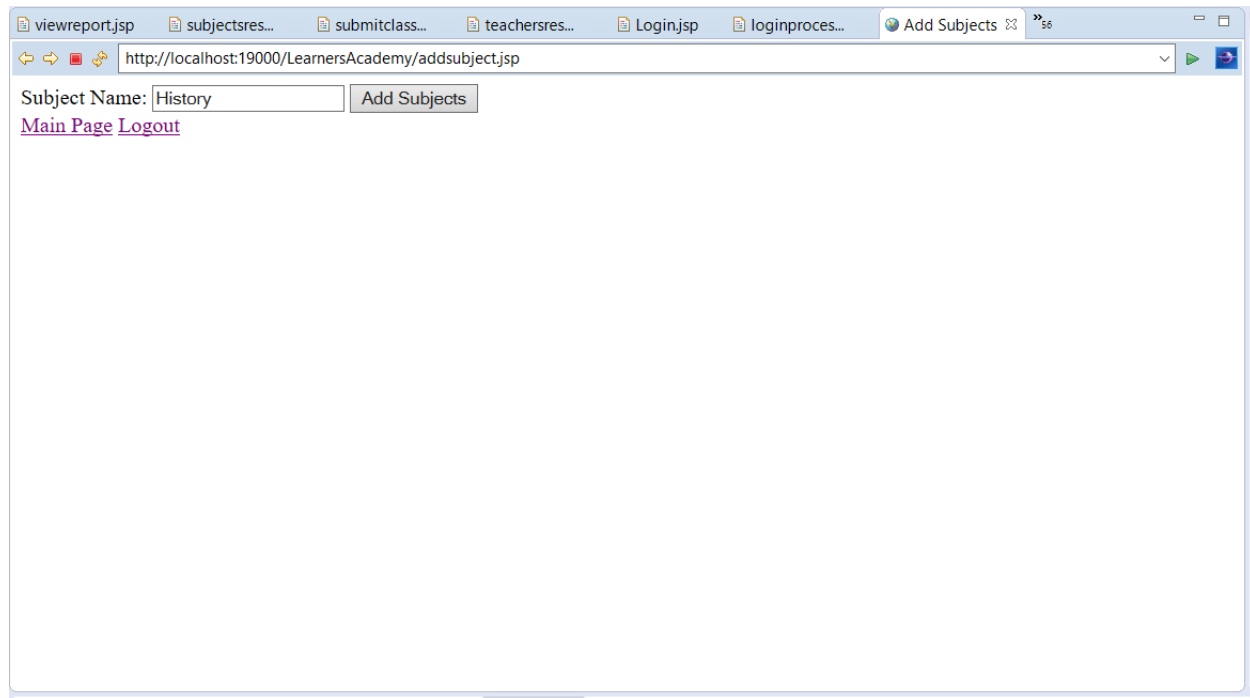 viewreport.jsp subjectsres... submitclass... teachersres... Login.jsp loginproces... Add Subjects »56
http://localhost:19000/LearnersAcademy/addsubject.jsp
Subject Name: History Add Subjects
Main Page Logout